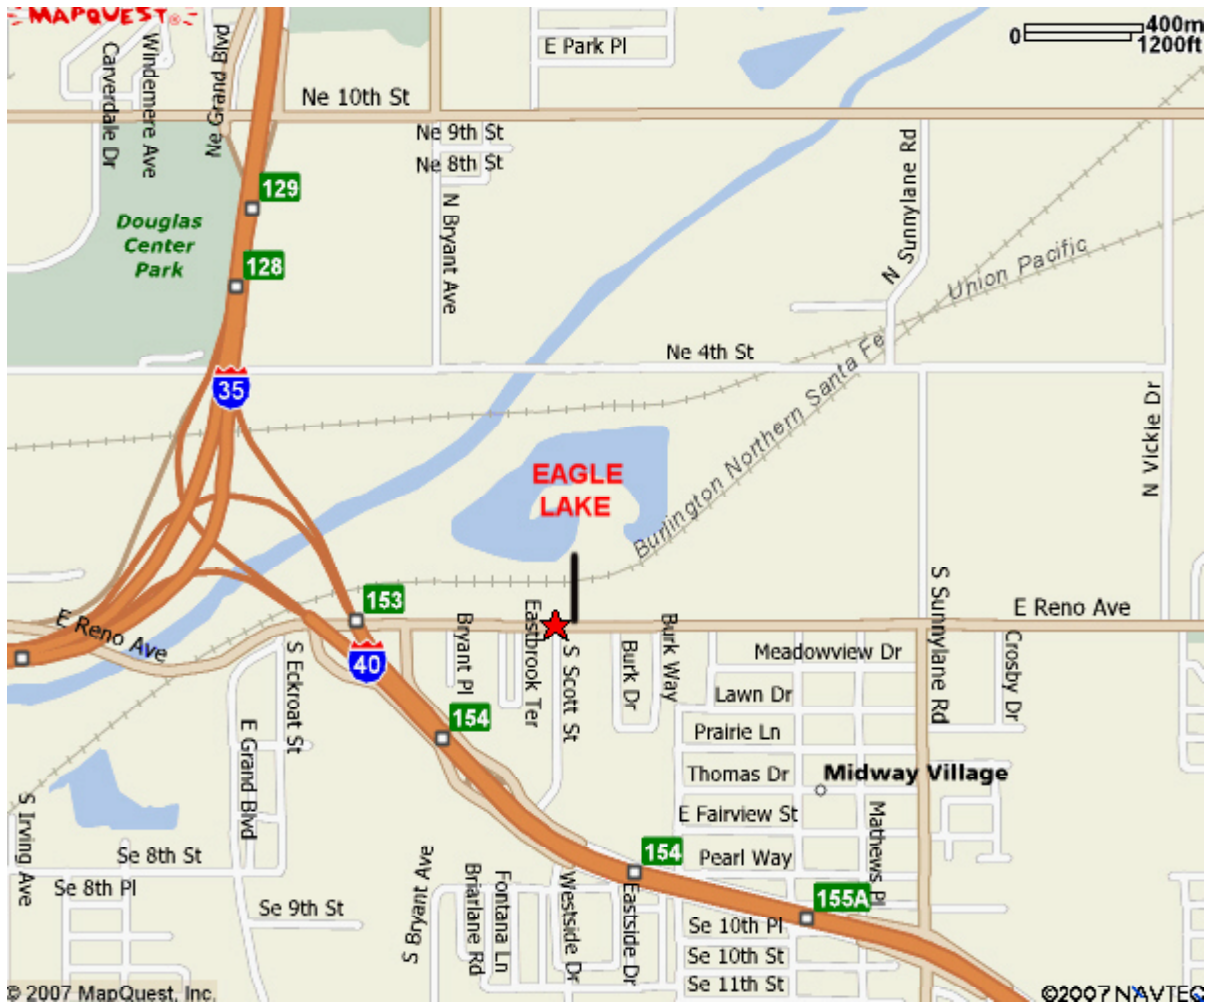 MAPQUEST®
Carverdale Dr
Windemere Ave
Ne Grand Blvd
E Park Pl
0
400m
1200ft
Ne 10th St
Ne 9th St
Ne 8th St
129
Douglas
Center
Park
128
N Bryant Ave
N Sunnylane Rd
Union Pacific
Ne 4th St
35
N Vickie Dr
EAGLE
LAKE
Burlington Northern Santa Fe
153
E Reno Ave
E Reno Ave
Bryant Pl
Eastbrook Ter
S Scott St
Burk Dr
Burk Way
S Sunnylane Rd
Crosby Dr
Meadowview Dr
S Eckroat St
40
Lawn Dr
154
Prairie Ln
E Grand Blvd
Thomas Dr
Midway Village
S Irving Ave
E Fairview St
Mathews Pl
Se 8th St
154
Pearl Way
Se 8th Pl
S Bryant Ave
Briarlane Rd
Fontana Ln
Westside Dr
Eastside Dr
155A
Se 9th St
Se 10th Pl
Se 10th St
Se 11th St
© 2007 MapQuest, Inc.
©2007 NAVTEQ